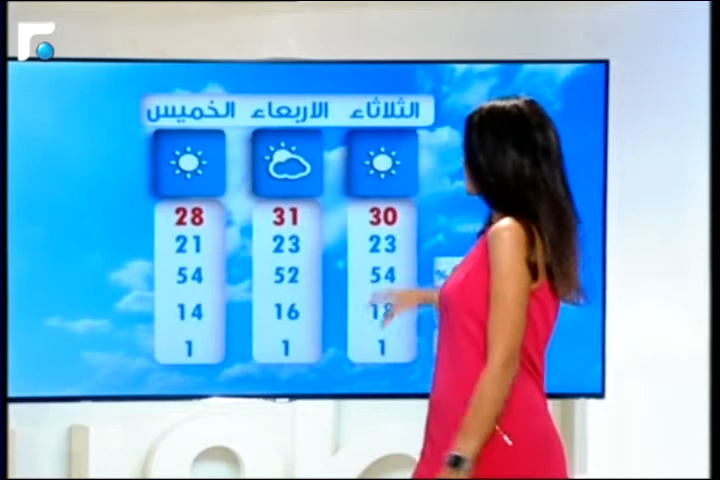 الثلاثاء الاربعاء الخميس
30 31 28
23 23 21
54 52 54 %
18 16 14
1 1 1